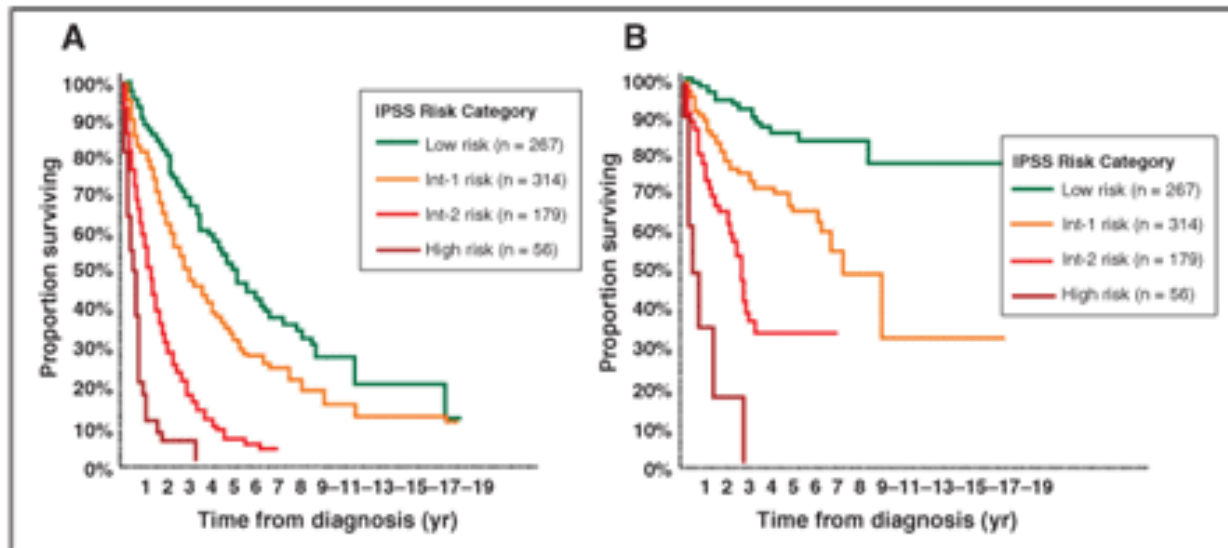 A
100%
90%
80%
70%
60%
50%
40%
30%
20%
10%
0%
Proportion surviving
IPSS Risk Category
Low risk (n = 267)
Int-1 risk (n = 314)
Int-2 risk (n = 179)
High risk (n = 56)
1 2 3 4 5 6 7 8 9–11–13–15–17–19
Time from diagnosis (yr)
B
100%
90%
80%
70%
60%
50%
40%
30%
20%
10%
0%
Proportion surviving
IPSS Risk Category
Low risk (n = 267)
Int-1 risk (n = 314)
Int-2 risk (n = 179)
High risk (n = 56)
1 2 3 4 5 6 7 8 9–11–13–15–17–19
Time from diagnosis (yr)